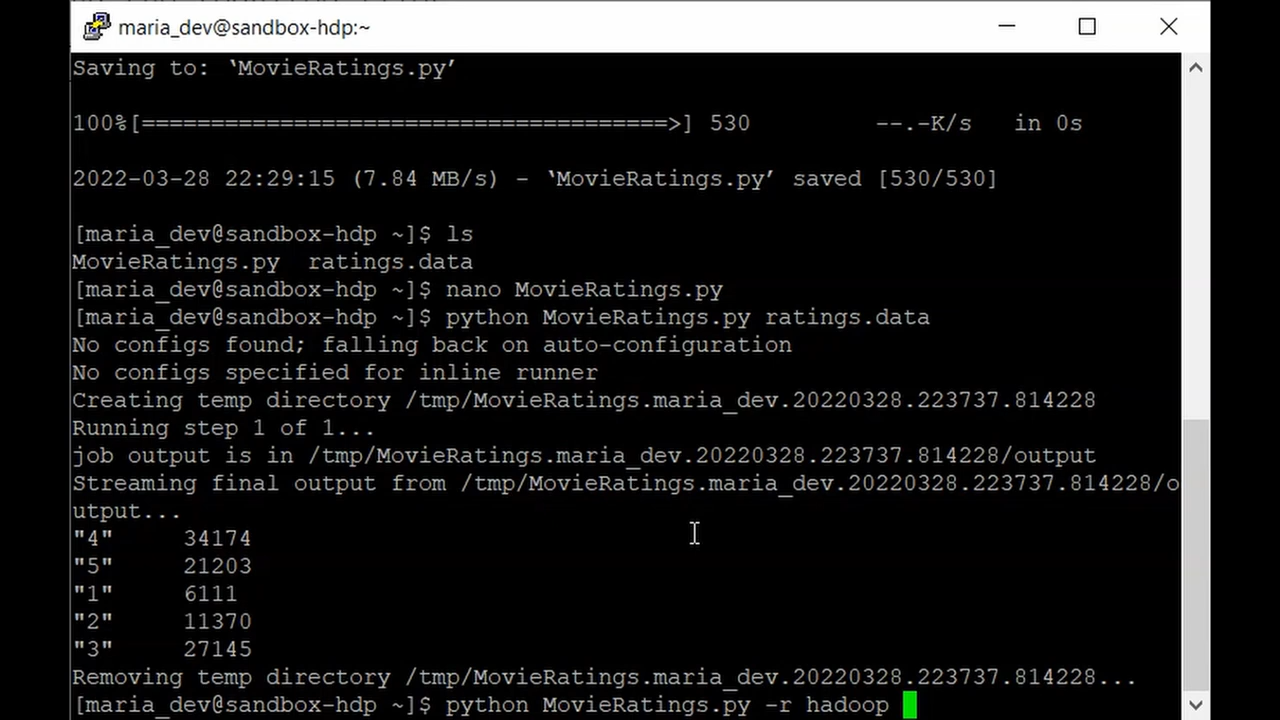 maria_dev@sandbox-hdp:~
Saving to: ‘MovieRatings.py’
100%[======================================>] 530         --.-K/s   in 0s
2022-03-28 22:29:15 (7.84 MB/s) - ‘MovieRatings.py’ saved [530/530]
[maria_dev@sandbox-hdp ~]$ ls
MovieRatings.py  ratings.data
[maria_dev@sandbox-hdp ~]$ nano MovieRatings.py
[maria_dev@sandbox-hdp ~]$ python MovieRatings.py ratings.data
No configs found; falling back on auto-configuration
No configs specified for inline runner
Creating temp directory /tmp/MovieRatings.maria_dev.20220328.223737.814228
Running step 1 of 1...
job output is in /tmp/MovieRatings.maria_dev.20220328.223737.814228/output
Streaming final output from /tmp/MovieRatings.maria_dev.20220328.223737.814228/o
utput...
"4"     34174
"5"     21203
"1"     6111
"2"     11370
"3"     27145
Removing temp directory /tmp/MovieRatings.maria_dev.20220328.223737.814228...
[maria_dev@sandbox-hdp ~]$ python MovieRatings.py -r hadoop